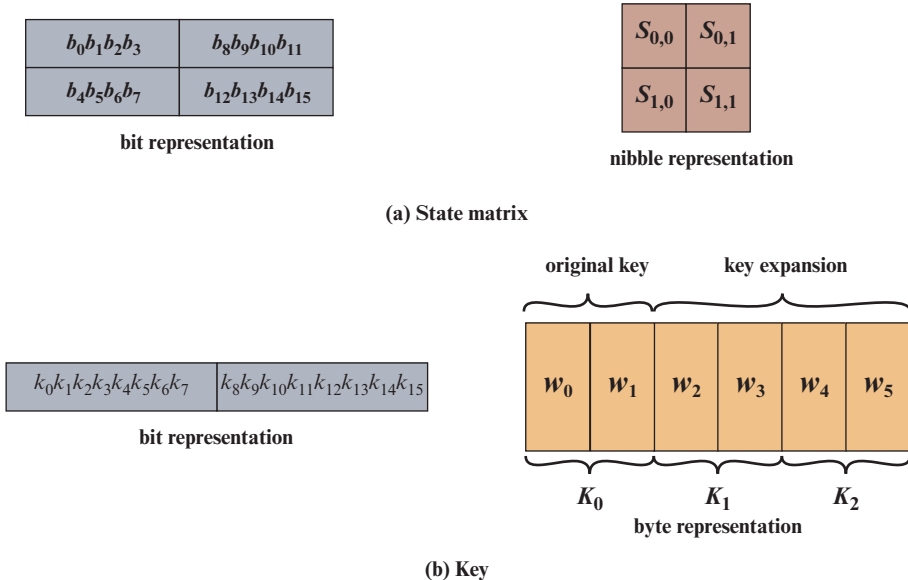 b₀b₁b₂b₃ b₈b₉b₁₀b₁₁
b₄b₅b₆b₇ b₁₂b₁₃b₁₄b₁₅
bit representation
S₀,₀ S₀,₁
S₁,₀ S₁,₁
nibble representation
(a) State matrix
original key key expansion
k₀k₁k₂k₃k₄k₅k₆k₇ k₈k₉k₁₀k₁₁k₁₂k₁₃k₁₄k₁₅
bit representation
w₀ w₁ w₂ w₃ w₄ w₅
K₀ K₁ K₂
byte representation
(b) Key